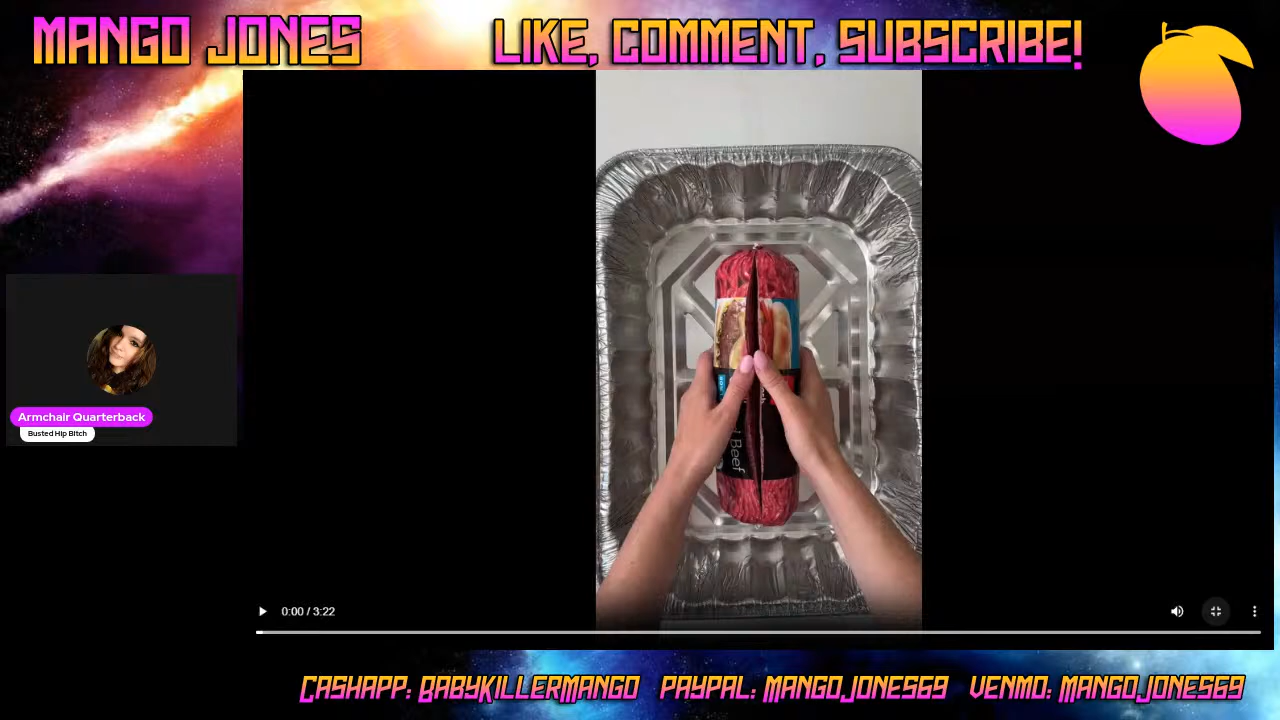 MANGO JONES
LIKE, COMMENT, SUBSCRIBE!
Beef
Armchair Quarterback
Busted Hip Bitch
0:00 / 3:22
CASHAPP: BABYKILLERMANGO PAYPAL: MANGOJONES69 VENMO: MANGOJONES69